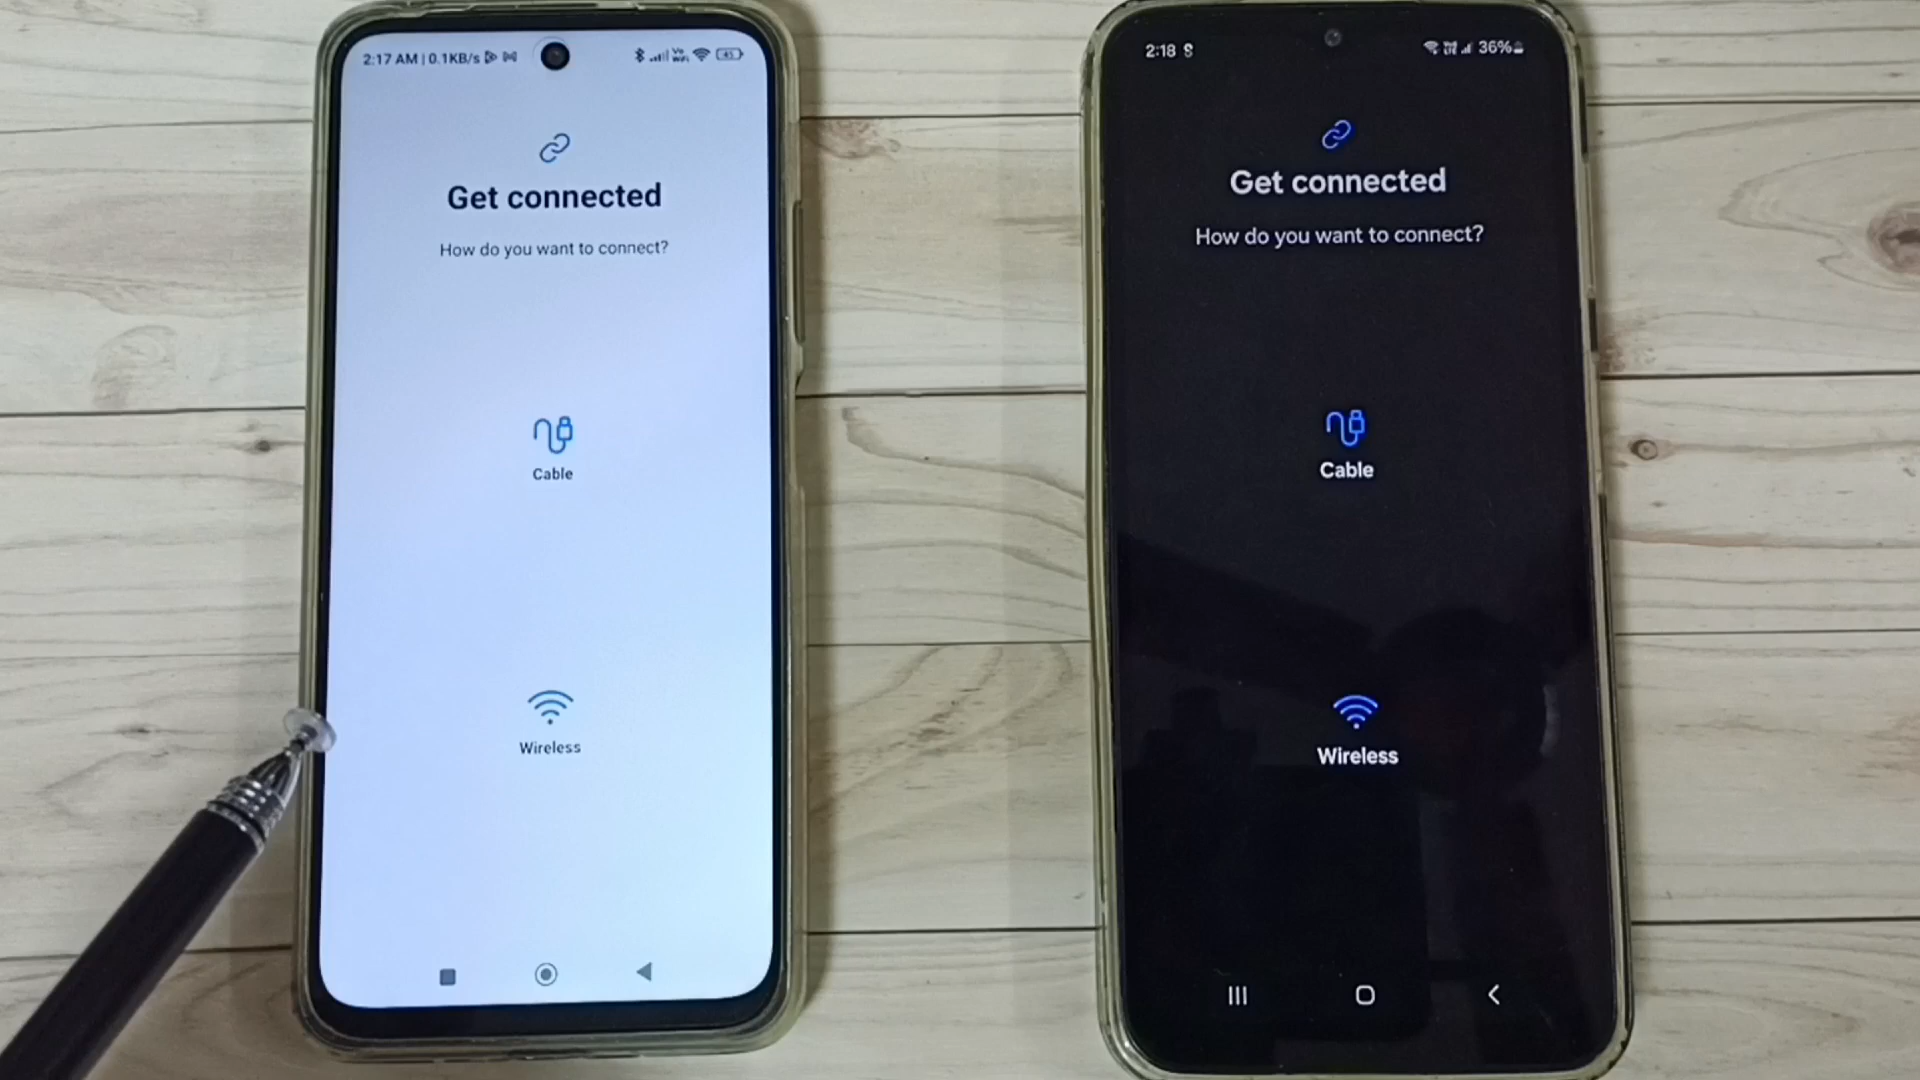 2:17 AM | 0.1KB/s
45
Get connected
How do you want to connect?
Cable
Wireless
2:18
36%
Get connected
How do you want to connect?
Cable
Wireless